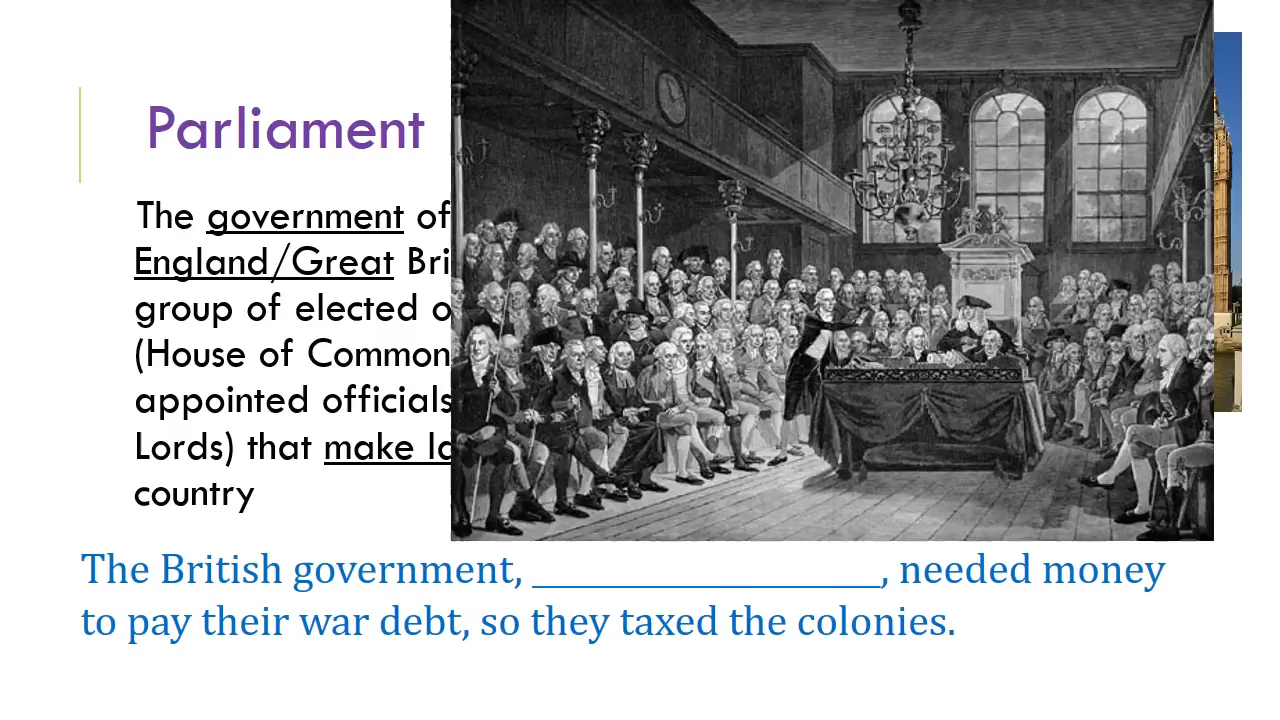 Parliament
The government of
England/Great Bri
group of elected o
(House of Common
appointed officials
Lords) that make la
country
The British government, ____________________, needed money
to pay their war debt, so they taxed the colonies.